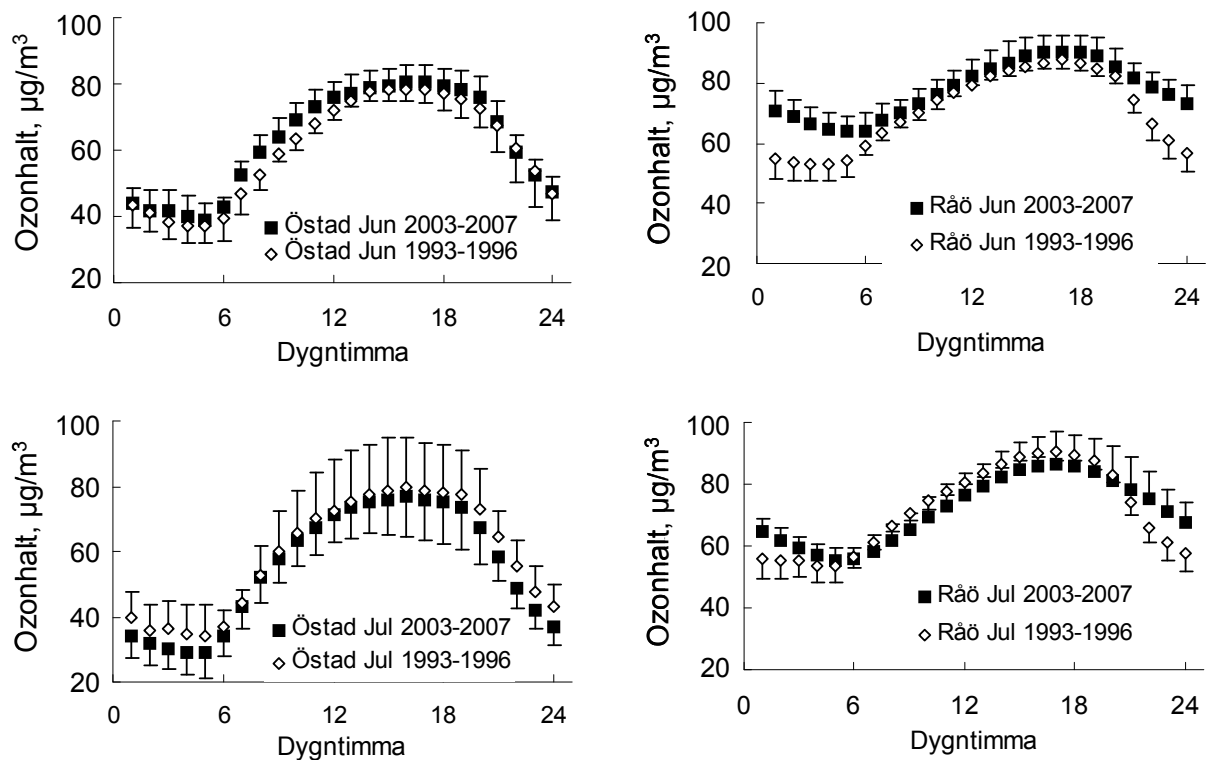 Ozonhalt, µg/m³
100
80
60
40
20
Östad Jun 2003-2007
Östad Jun 1993-1996
0 6 12 18 24
Dygntimma
Ozonhalt, µg/m³
100
80
60
40
20
Råö Jun 2003-2007
Råö Jun 1993-1996
0 6 12 18 24
Dygntimma
Ozonhalt, µg/m³
100
80
60
40
20
Östad Jul 2003-2007
Östad Jul 1993-1996
0 6 12 18 24
Dygntimma
Ozonhalt, µg/m³
100
80
60
40
20
Råö Jul 2003-2007
Råö Jul 1993-1996
0 6 12 18 24
Dygntimma